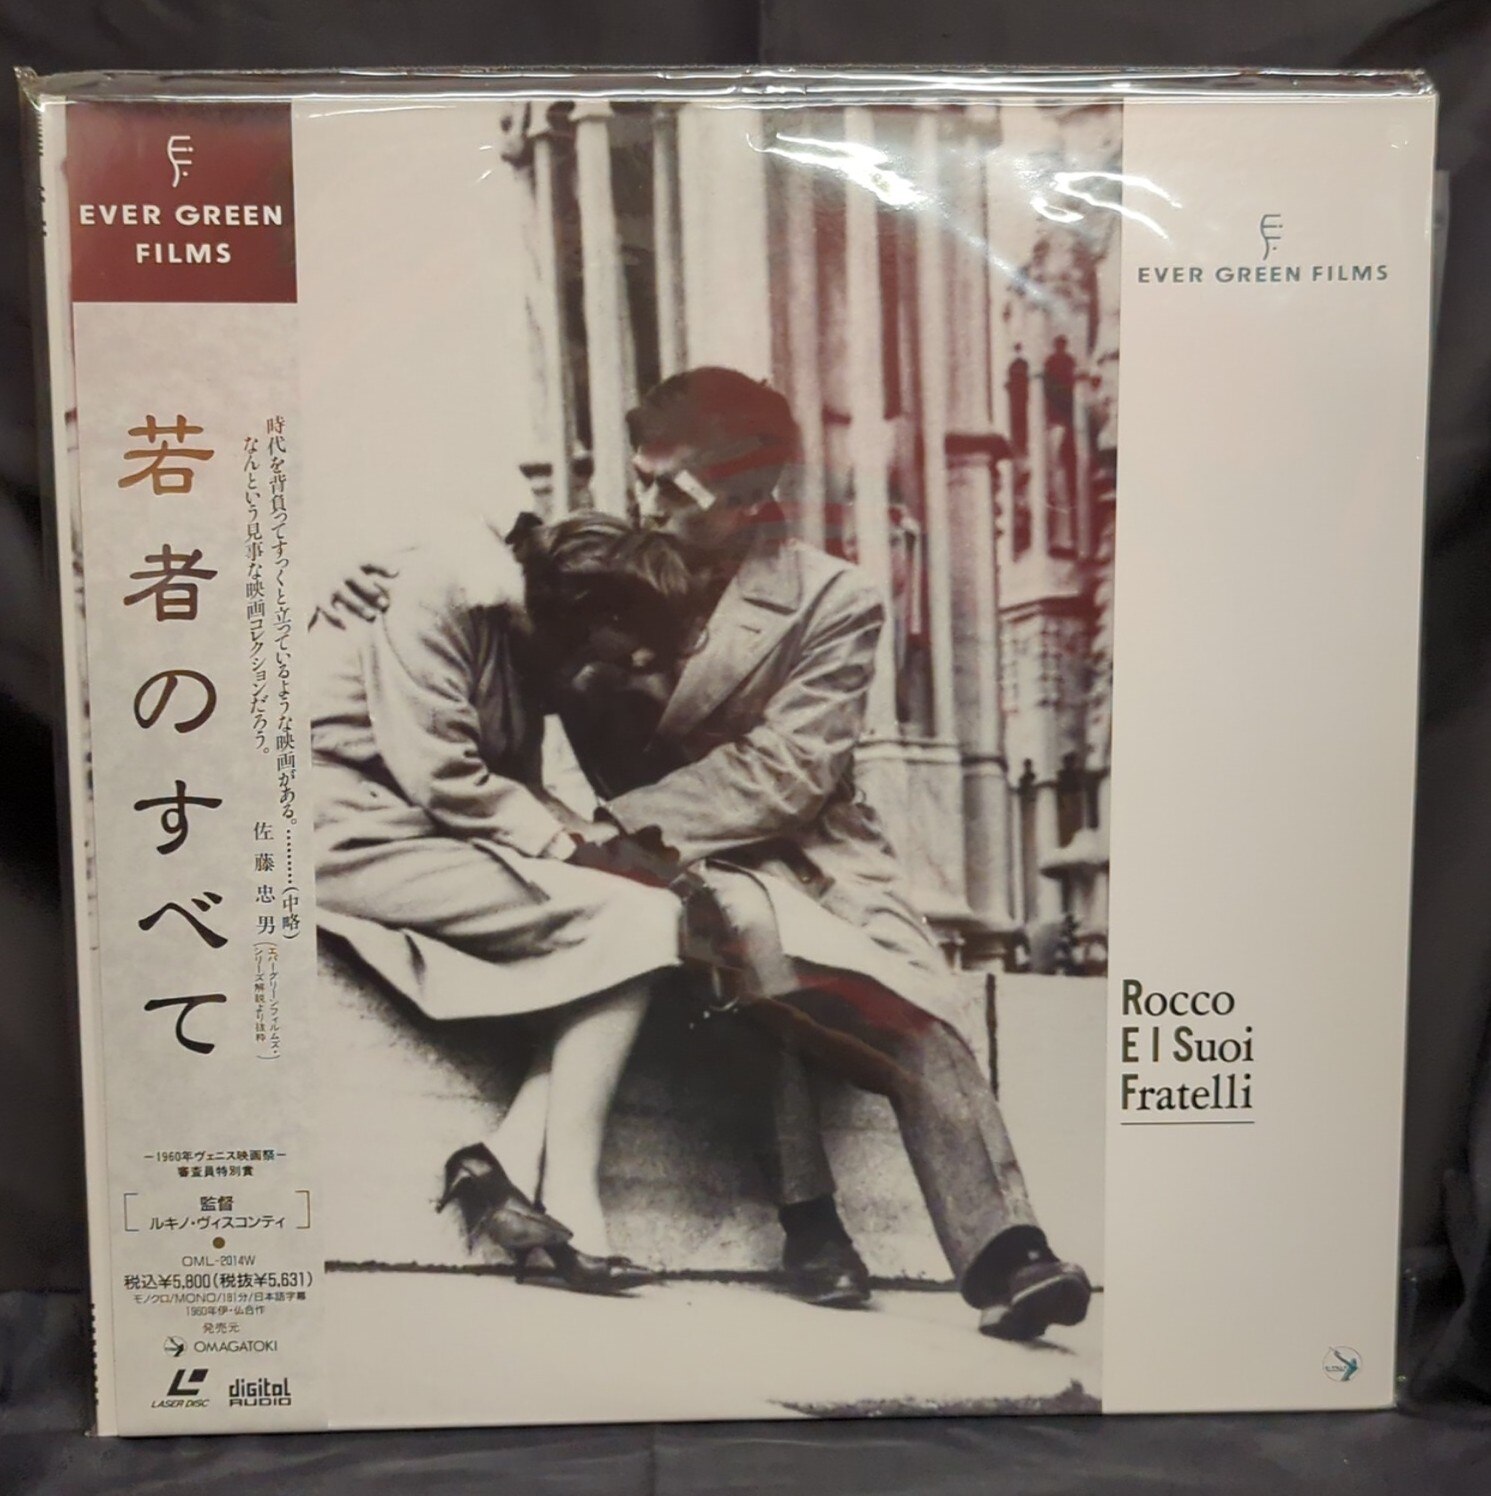 EVER GREEN
FILMS
若者のすべて
時代を背負ってすっくと立っているような映画がある。………(中略)
なんという見事な映画コレクションだろう。
佐藤忠男
(エバーグリーンフィルムズ・
シリーズ解説より抜粋)
−1960年ヴェニス映画祭−
審査員特別賞
監督
ルキノ・ヴィスコンティ
OML-2014W
税込¥5,800(税抜¥5,631)
モノクロ/MONO/181分/日本語字幕
1960年伊・仏合作
発売元
OMAGATOKI
LASER DISC
digital
AUDIO
EVER GREEN FILMS
Rocco
E I Suoi
Fratelli